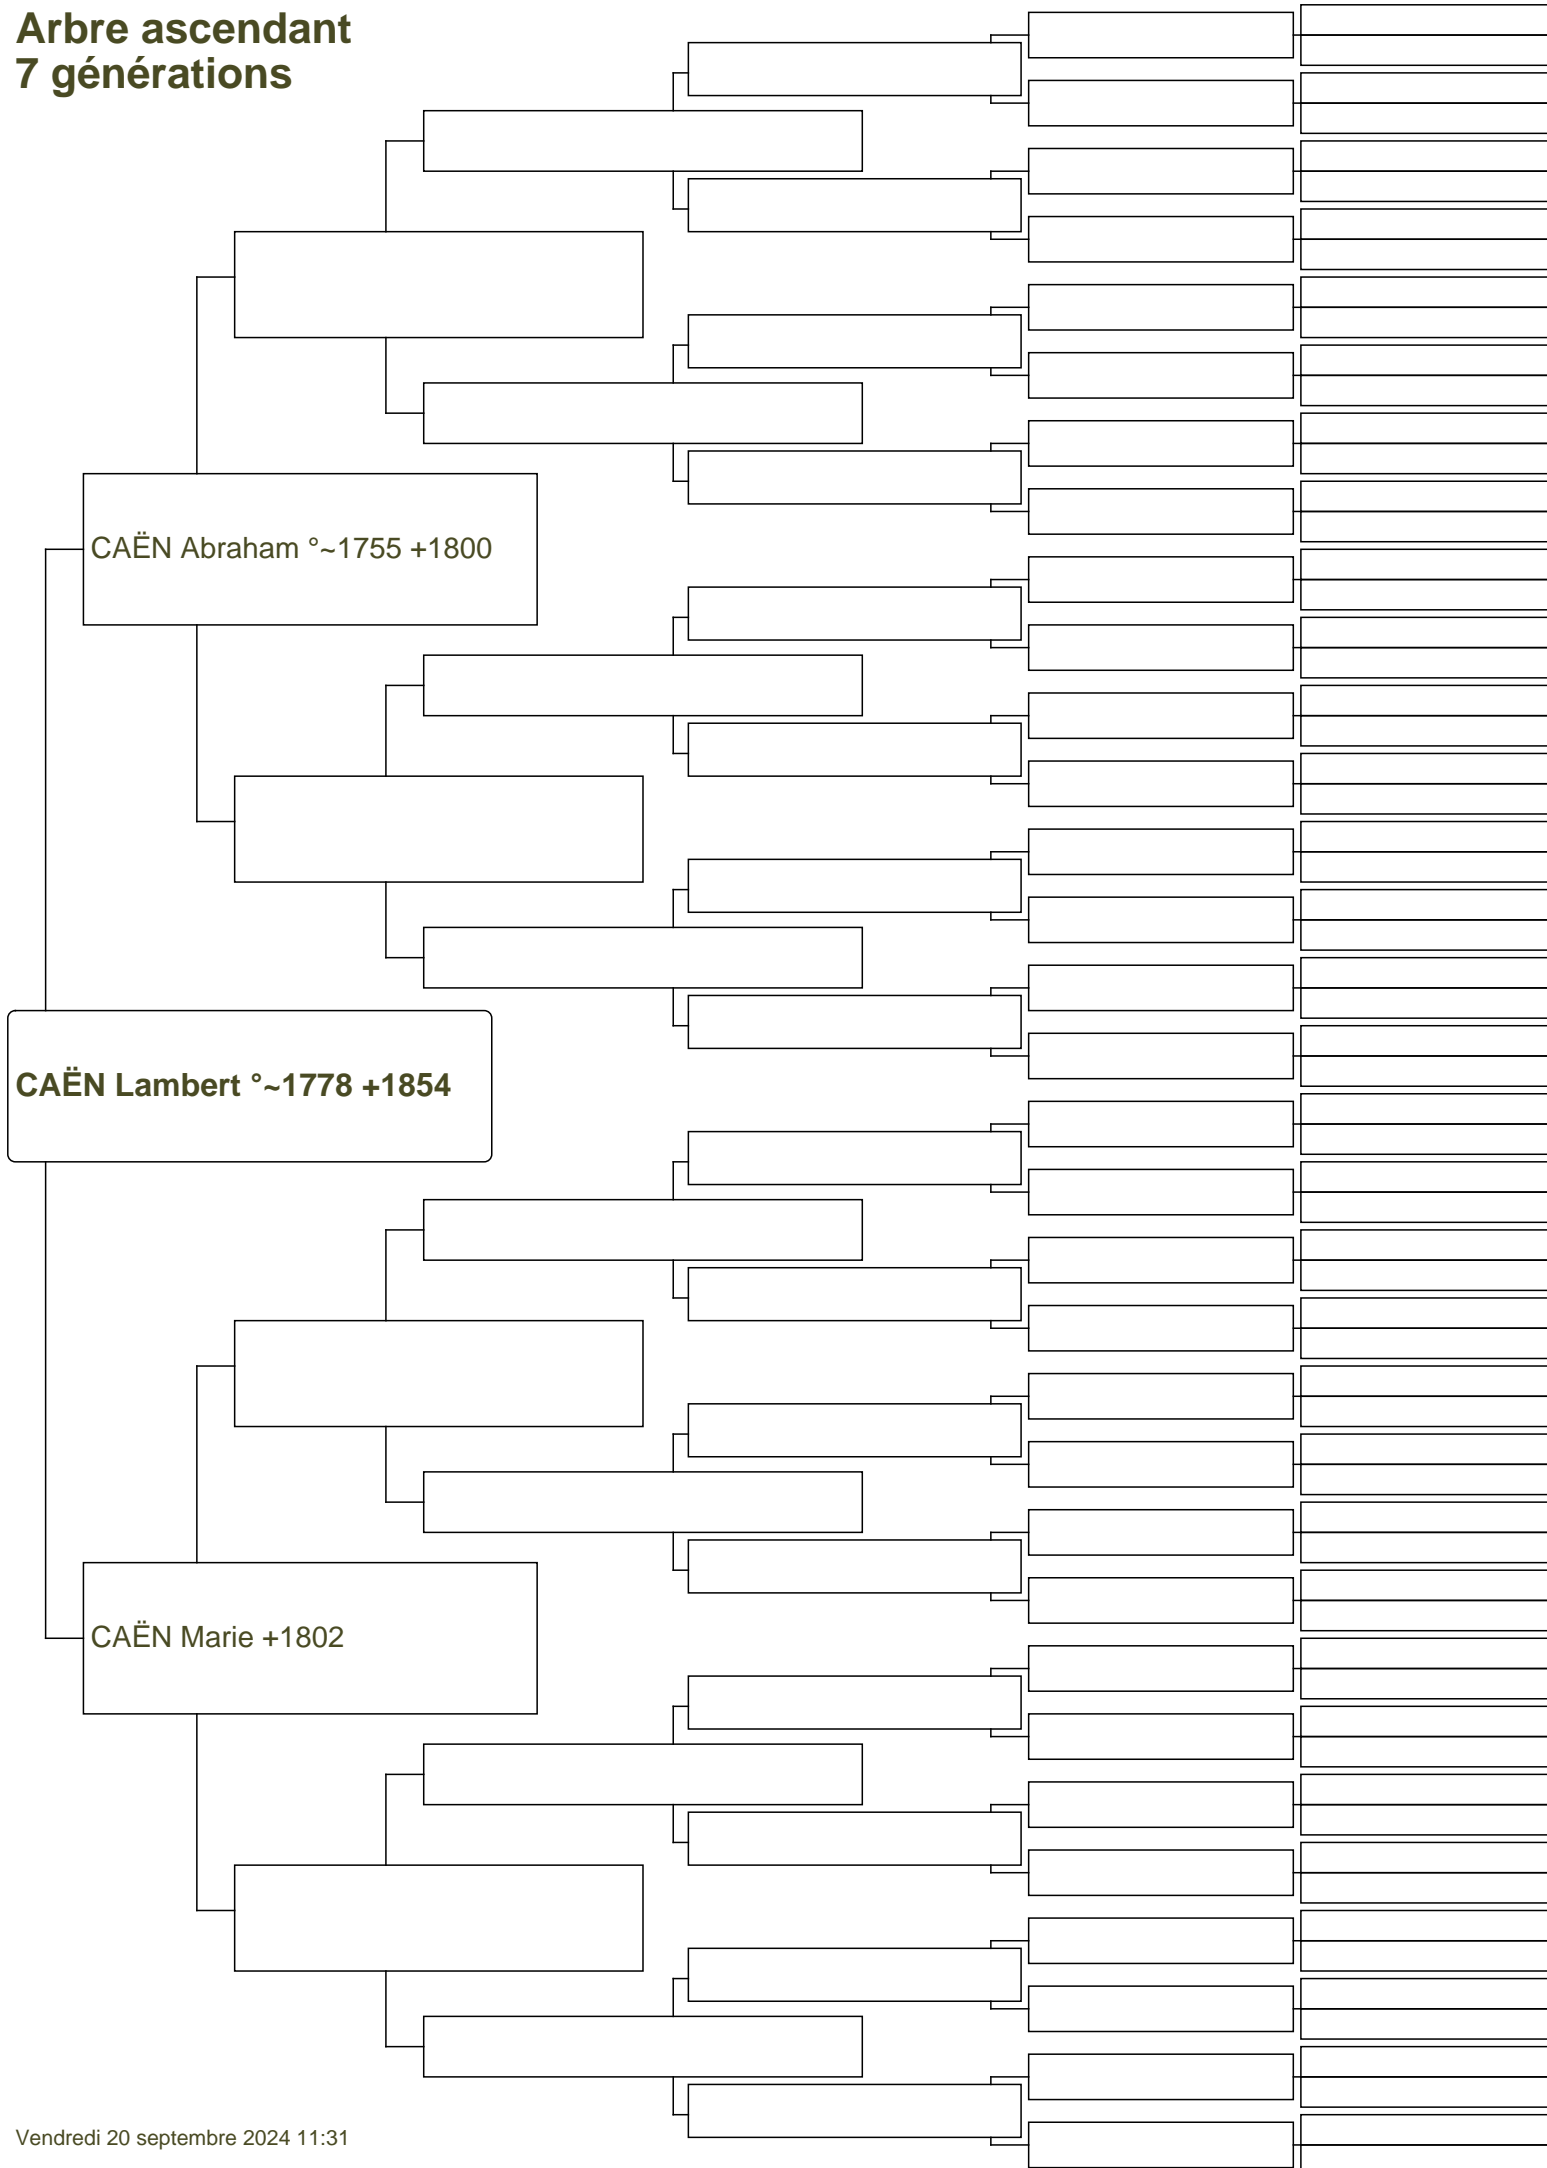 Arbre ascendant
7 générations
CAËN Abraham °~1755 +1800
CAËN Lambert °~1778 +1854
CAËN Marie +1802
Vendredi 20 septembre 2024 11:31